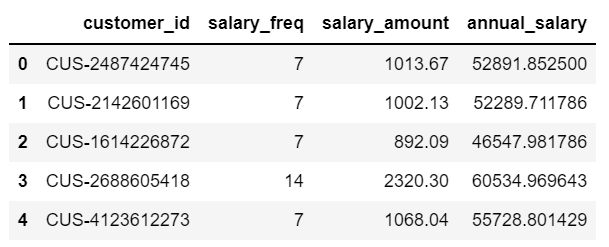 customer_id salary_freq salary_amount annual_salary
0 CUS-2487424745 7 1013.67 52891.852500
1 CUS-2142601169 7 1002.13 52289.711786
2 CUS-1614226872 7 892.09 46547.981786
3 CUS-2688605418 14 2320.30 60534.969643
4 CUS-4123612273 7 1068.04 55728.801429